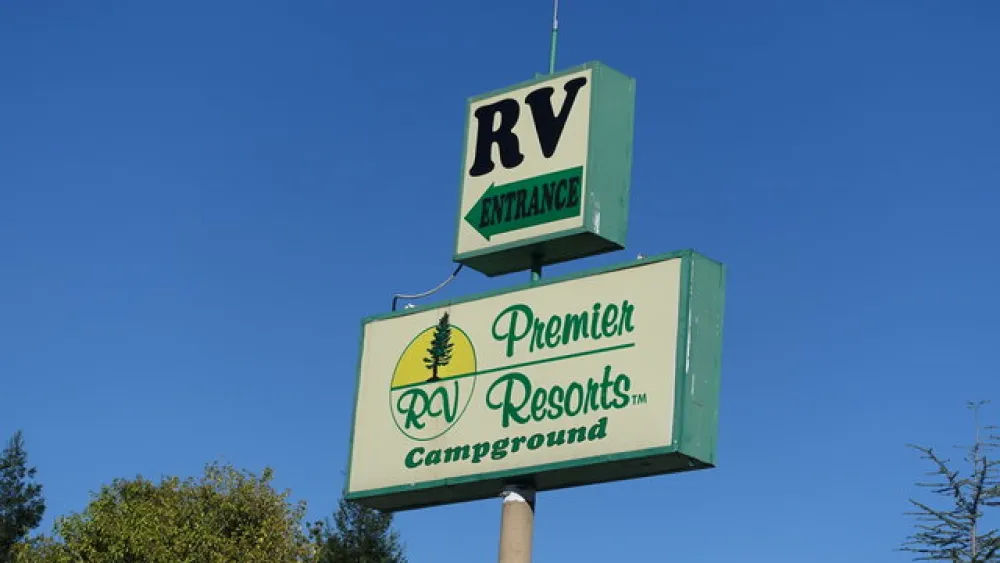 RV
ENTRANCE
Premier
RV Resorts™
Campground